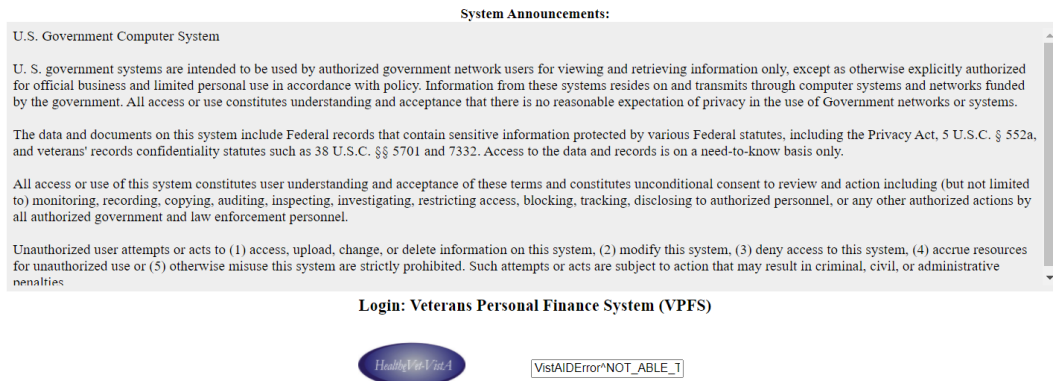 System Announcements:
U.S. Government Computer System
U. S. government systems are intended to be used by authorized government network users for viewing and retrieving information only, except as otherwise explicitly authorized
for official business and limited personal use in accordance with policy. Information from these systems resides on and transmits through computer systems and networks funded
by the government. All access or use constitutes understanding and acceptance that there is no reasonable expectation of privacy in the use of Government networks or systems.
The data and documents on this system include Federal records that contain sensitive information protected by various Federal statutes, including the Privacy Act, 5 U.S.C. § 552a,
and veterans' records confidentiality statutes such as 38 U.S.C. §§ 5701 and 7332. Access to the data and records is on a need-to-know basis only.
All access or use of this system constitutes user understanding and acceptance of these terms and constitutes unconditional consent to review and action including (but not limited
to) monitoring, recording, copying, auditing, inspecting, investigating, restricting access, blocking, tracking, disclosing to authorized personnel, or any other authorized actions by
all authorized government and law enforcement personnel.
Unauthorized user attempts or acts to (1) access, upload, change, or delete information on this system, (2) modify this system, (3) deny access to this system, (4) accrue resources
for unauthorized use or (5) otherwise misuse this system are strictly prohibited. Such attempts or acts are subject to action that may result in criminal, civil, or administrative
penalties
Login: Veterans Personal Finance System (VPFS)
HealtheVet-VistA
VistAIDError^NOT_ABLE_T